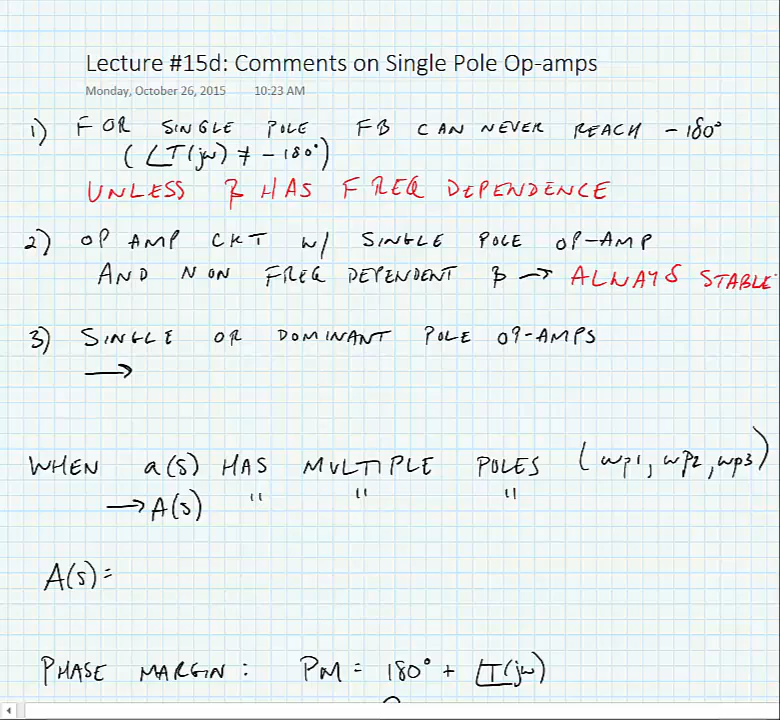 Lecture #15d: Comments on Single Pole Op-amps
Monday, October 26, 2015 10:23 AM
1) FOR SINGLE POLE FB CAN NEVER REACH -180°
(∠T(jω) ≠ -180°)
UNLESS β HAS FREQ DEPENDENCE
2) OP AMP CKT W/ SINGLE POLE OP-AMP
AND NON FREQ DEPENDENT β → ALWAYS STABLE
3) SINGLE OR DOMINANT POLE OP-AMPS
→
WHEN a(s) HAS MULTIPLE POLES (ωp1, ωp2, ωp3)
→ A(s) " " "
A(s) =
PHASE MARGIN: PM = 180° + ∠T(jω)